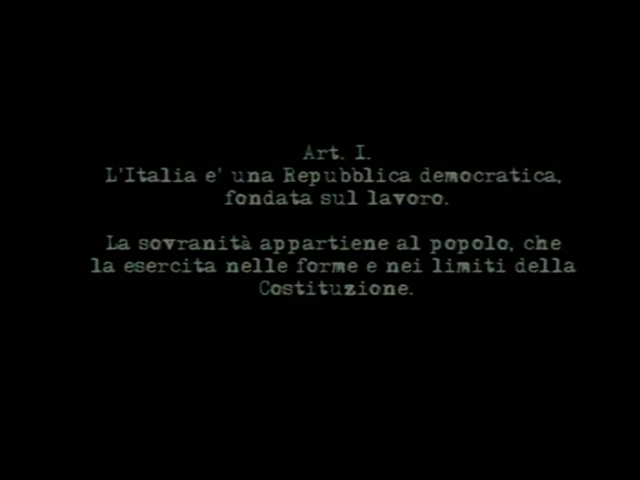 Art. I.
L'Italia e' una Repubblica democratica,
fondata sul lavoro.
La sovranità appartiene al popolo, che
la esercita nelle forme e nei limiti della
Costituzione.